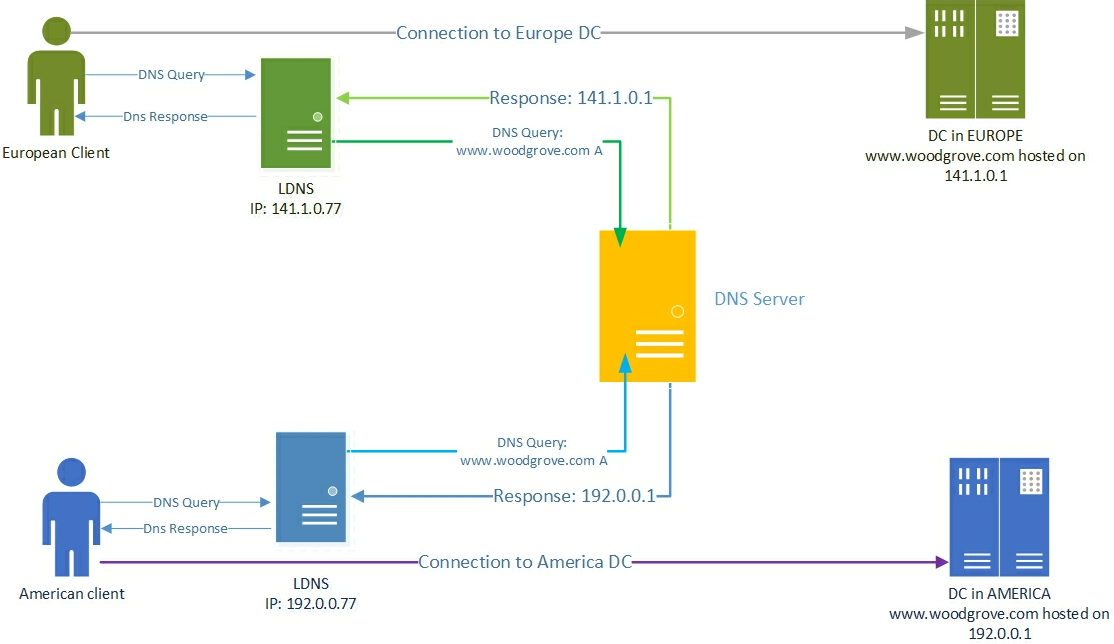 Connection to Europe DC
DNS Query
Dns Response
European Client
LDNS
IP: 141.1.0.77
Response: 141.1.0.1
DNS Query:
www.woodgrove.com A
DC in EUROPE
www.woodgrove.com hosted on
141.1.0.1
DNS Server
DNS Query:
www.woodgrove.com A
Response: 192.0.0.1
DNS Query
Dns Response
American client
LDNS
IP: 192.0.0.77
Connection to America DC
DC in AMERICA
www.woodgrove.com hosted on
192.0.0.1